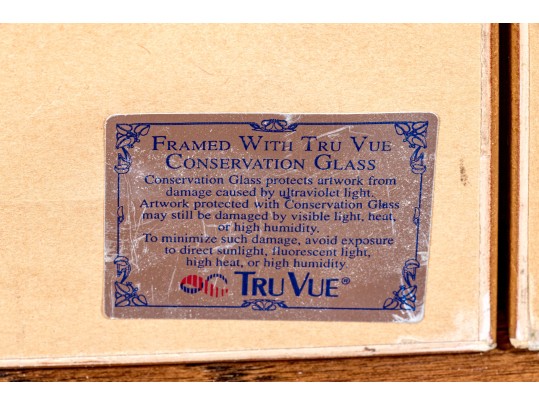 FRAMED WITH TRU VUE
CONSERVATION GLASS
Conservation Glass protects artwork from
damage caused by ultraviolet light.
Artwork protected with Conservation Glass
may still be damaged by visible light, heat,
or high humidity.
To minimize such damage, avoid exposure
to direct sunlight, fluorescent light,
high heat, or high humidity
TRU VUE®